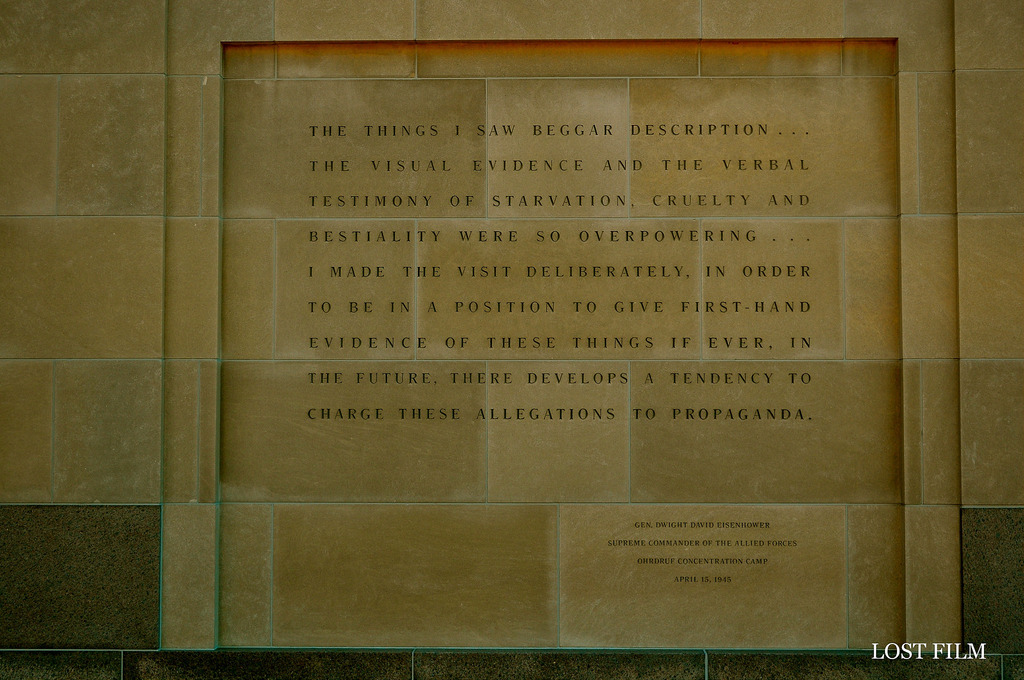 THE THINGS I SAW BEGGAR DESCRIPTION . . .
THE VISUAL EVIDENCE AND THE VERBAL
TESTIMONY OF STARVATION, CRUELTY AND
BESTIALITY WERE SO OVERPOWERING . . .
I MADE THE VISIT DELIBERATELY, IN ORDER
TO BE IN A POSITION TO GIVE FIRST-HAND
EVIDENCE OF THESE THINGS IF EVER, IN
THE FUTURE, THERE DEVELOPS A TENDENCY TO
CHARGE THESE ALLEGATIONS TO PROPAGANDA.
GEN. DWIGHT DAVID EISENHOWER
SUPREME COMMANDER OF THE ALLIED FORCES
OHRDRUF CONCENTRATION CAMP
APRIL 15, 1945
LOST FILM